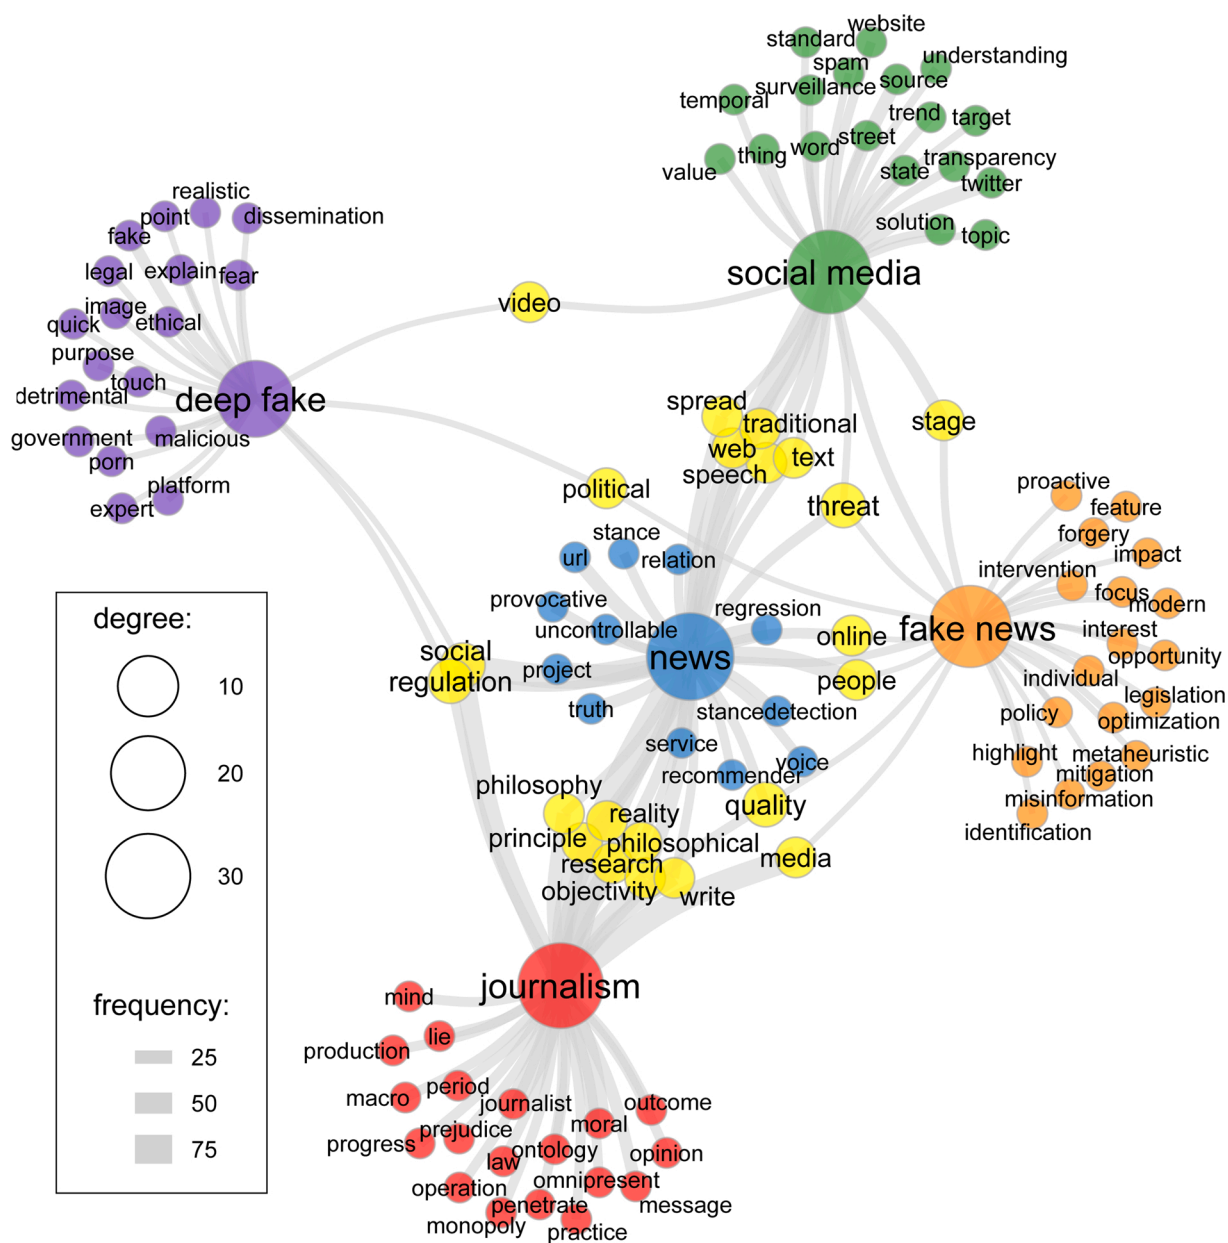 website
standard
understanding
spam
surveillance
source
temporal
trend
target
street
word
thing
value
transparency
state
twitter
solution
topic
social media
realistic
point
dissemination
fake
legal
explain
fear
image
quick
ethical
purpose
touch
detrimental
deep fake
government
malicious
porn
platform
expert
video
spread
traditional
web
text
speech
stage
political
threat
stance
url
relation
provocative
regression
uncontrollable
online
news
social
regulation
project
people
truth
stancedetection
service
voice
recommender
quality
proactive
feature
forgery
impact
intervention
focus
modern
fake news
interest
opportunity
individual
legislation
policy
optimization
highlight
metaheuristic
mitigation
misinformation
identification
philosophy
reality
principle
philosophical
research
media
objectivity
write
journalism
mind
lie
production
period
macro
journalist
outcome
moral
prejudice
progress
ontology
opinion
law
omnipresent
operation
penetrate
message
monopoly
practice
degree:
10
20
30
frequency:
25
50
75